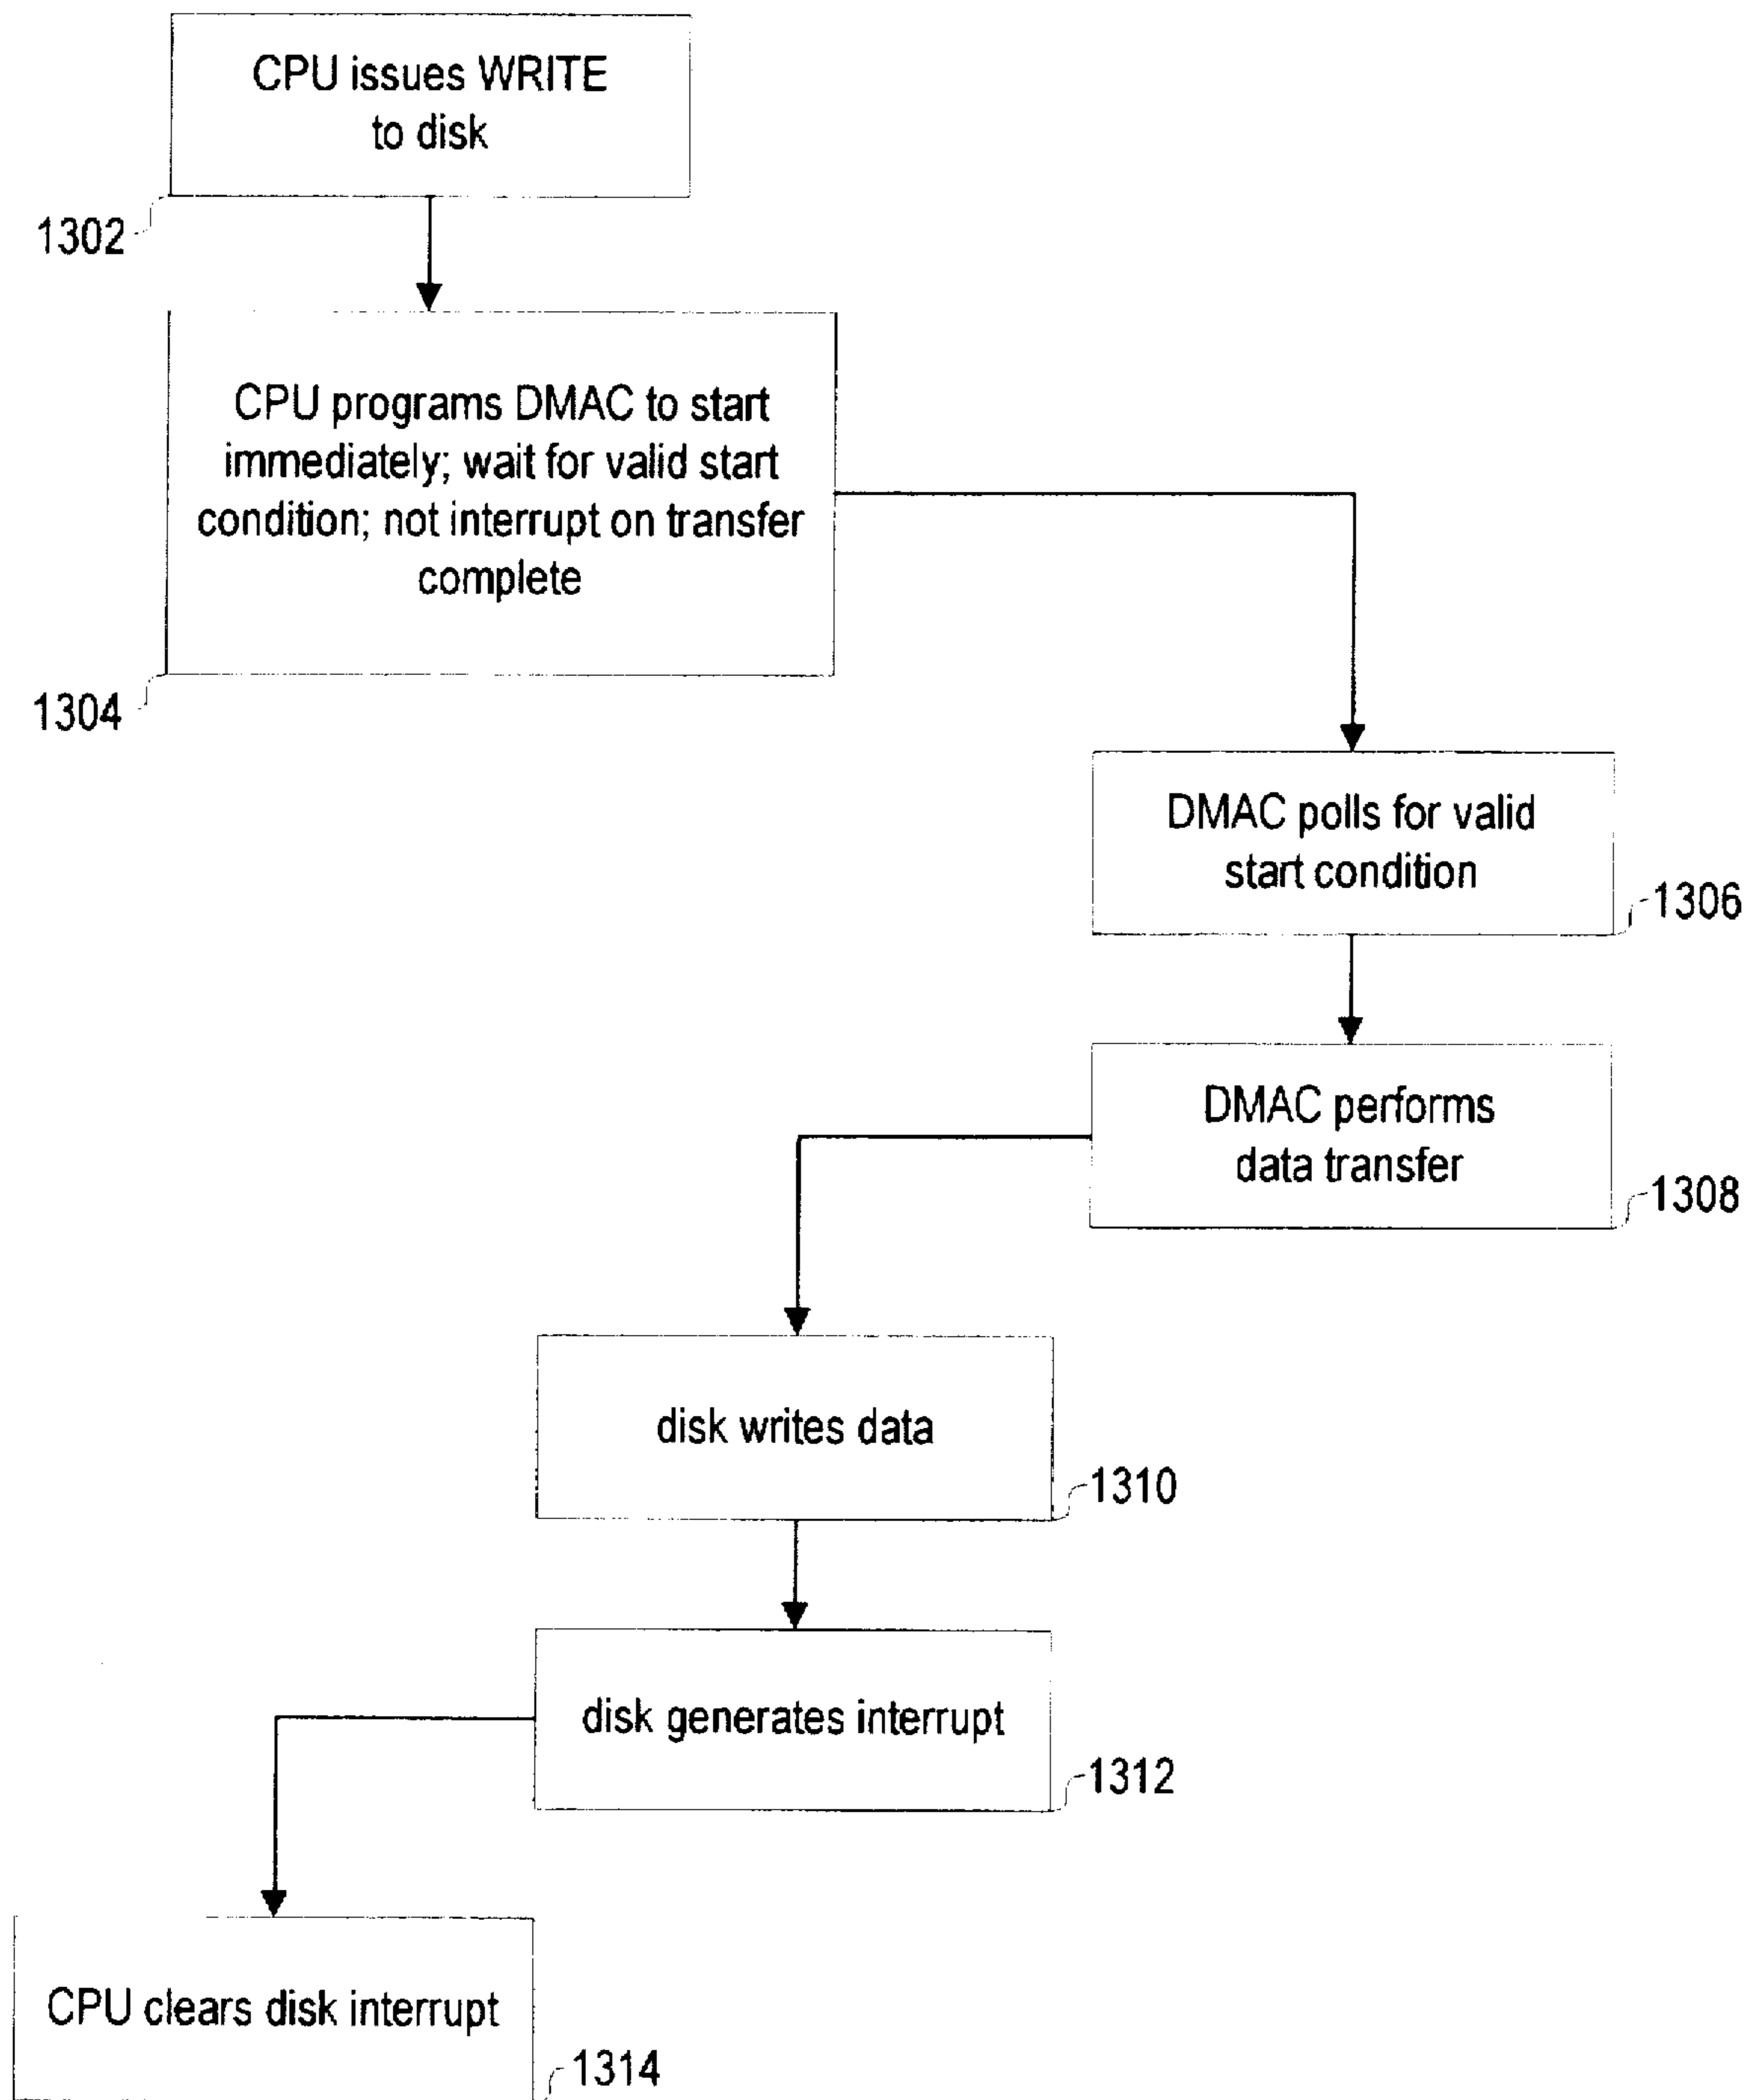 CPU issues WRITE
to disk
1302
CPU programs DMAC to start
immediately; wait for valid start
condition; not interrupt on transfer
complete
1304
DMAC polls for valid
start condition
1306
DMAC performs
data transfer
1308
disk writes data
1310
disk generates interrupt
1312
CPU clears disk interrupt
1314